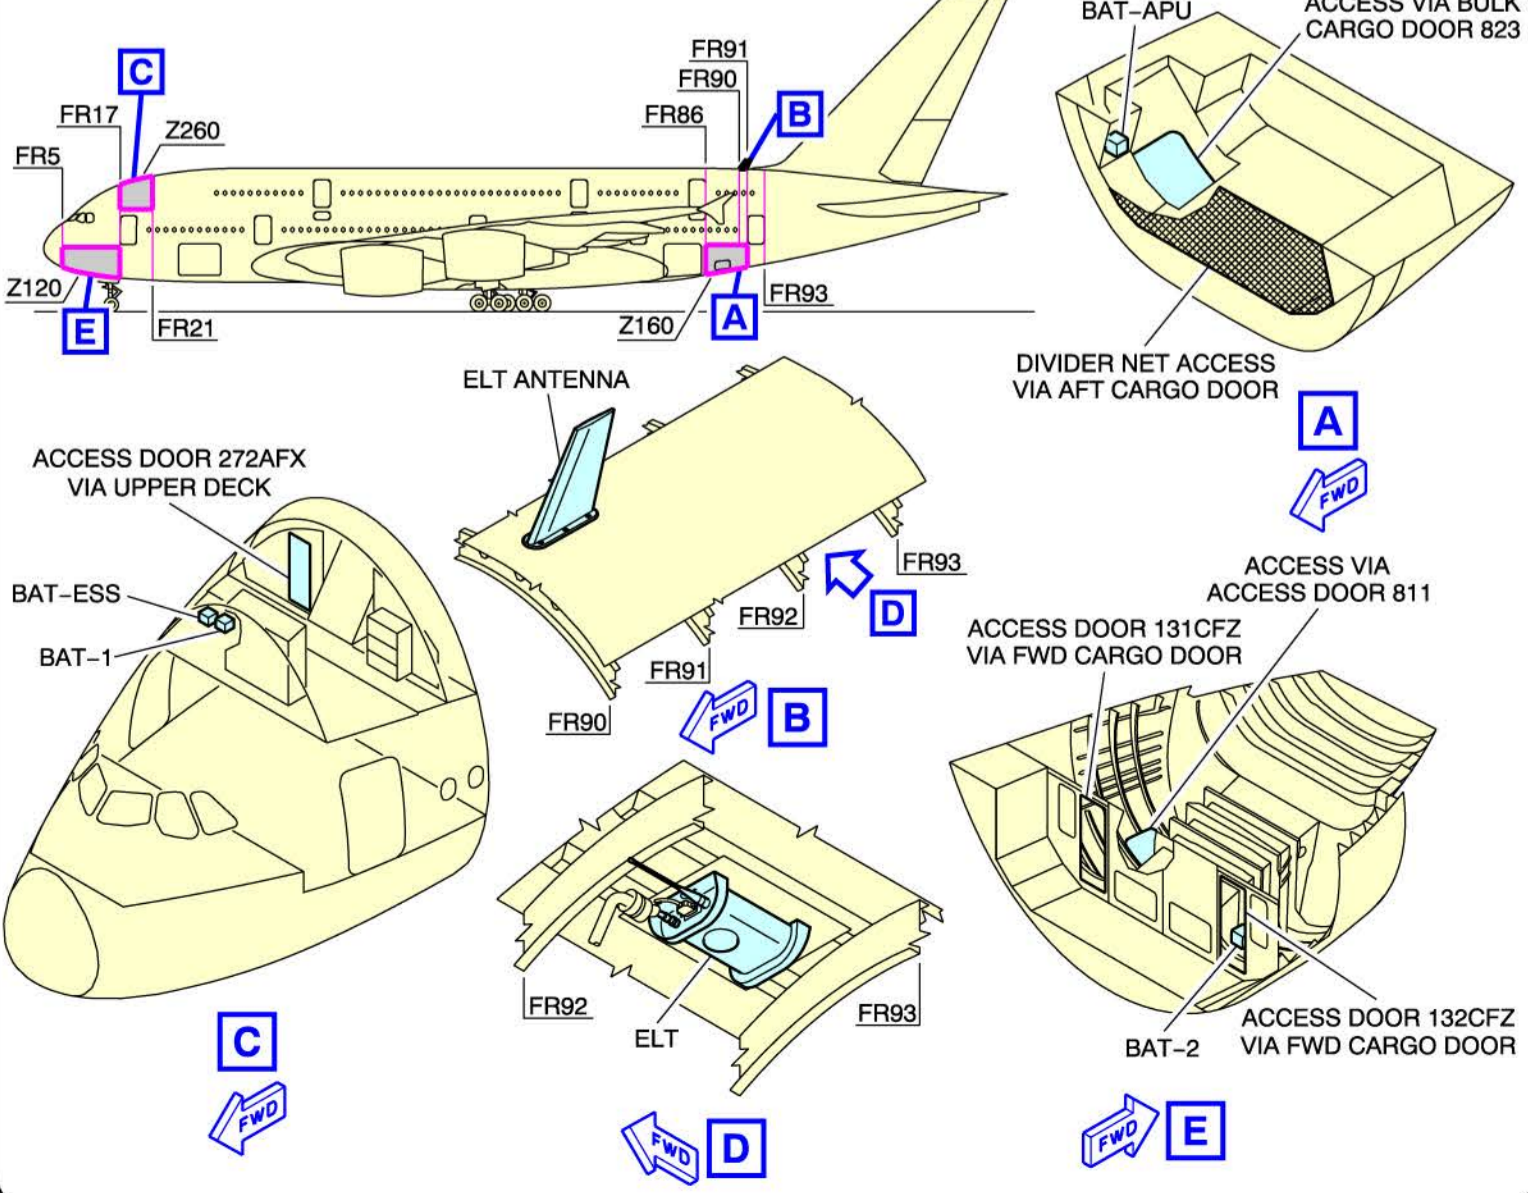 BAT-APU
ACCESS VIA BULK
CARGO DOOR 823
FR91
FR90
C
B
FR17
Z260
FR86
FR5
Z120
FR93
E
FR21
Z160
A
DIVIDER NET ACCESS
VIA AFT CARGO DOOR
A
FWD
ELT ANTENNA
ACCESS DOOR 272AFX
VIA UPPER DECK
BAT-ESS
BAT-1
C
FWD
FR93
FR92
D
FR91
FR90
FWD
B
FR92
FR93
ELT
FWD
D
ACCESS VIA
ACCESS DOOR 811
ACCESS DOOR 131CFZ
VIA FWD CARGO DOOR
ACCESS DOOR 132CFZ
VIA FWD CARGO DOOR
BAT-2
FWD
E